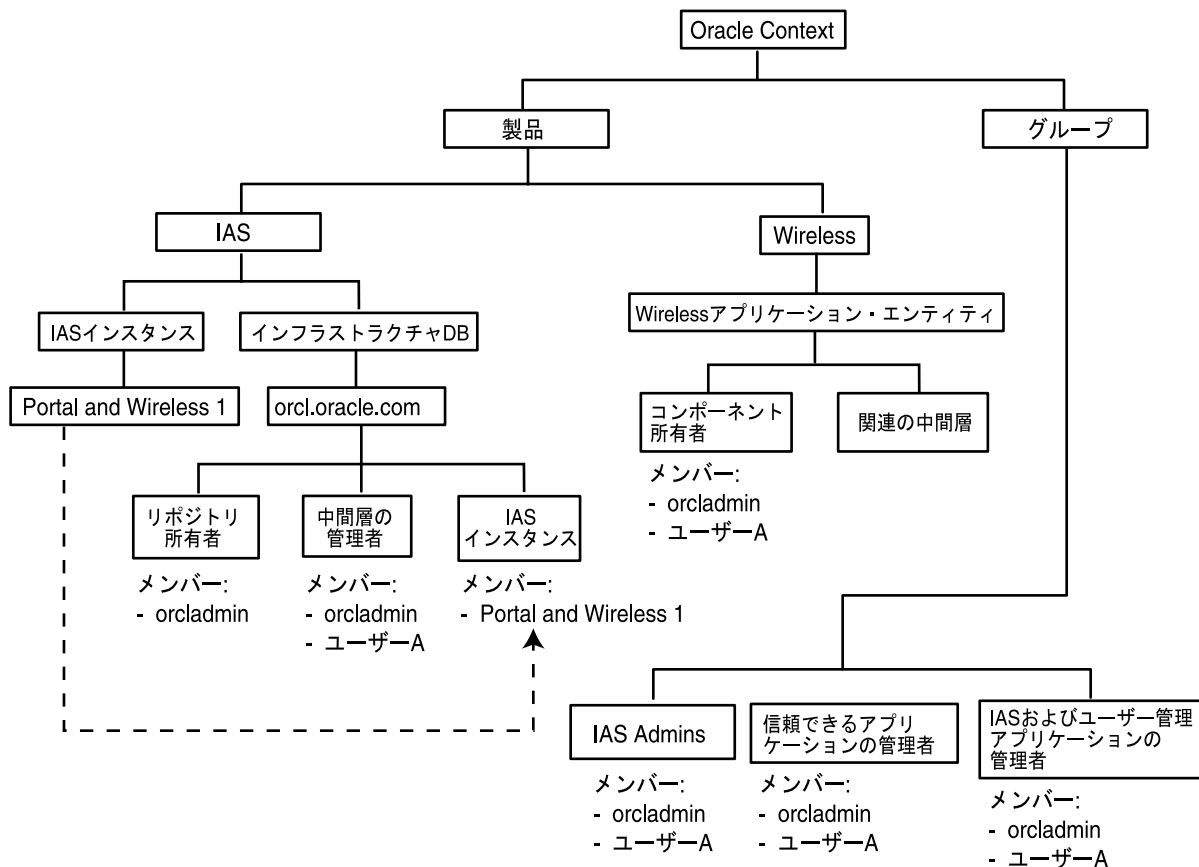 Oracle Context
製品
グループ
IAS
Wireless
IASインスタンス
インフラストラクチャDB
Wirelessアプリケーション・エンティティ
Portal and Wireless 1
orcl.oracle.com
コンポーネント
所有者
関連の中間層
メンバー:
- orcladmin
- ユーザーA
リポジトリ
所有者
中間層の
管理者
IAS
インスタンス
メンバー:
- orcladmin
メンバー:
- orcladmin
- ユーザーA
メンバー:
- Portal and Wireless 1
IAS Admins
信頼できるアプリ
ケーションの管理者
IASおよびユーザー管理
アプリケーションの
管理者
メンバー:
- orcladmin
- ユーザーA
メンバー:
- orcladmin
- ユーザーA
メンバー:
- orcladmin
- ユーザーA